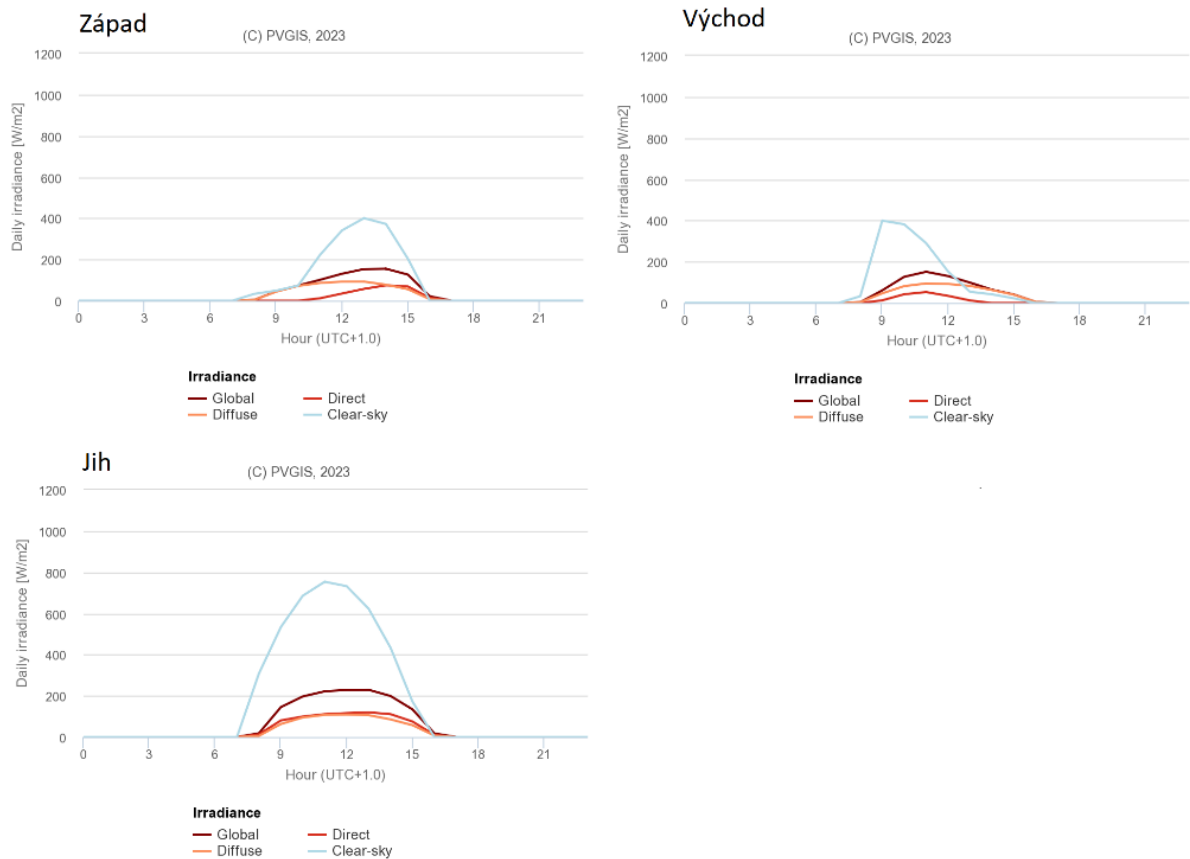 Západ
(C) PVGIS, 2023
1200
1000
800
600
400
200
0
Daily irradiance [W/m2]
0 3 6 9 12 15 18 21
Hour (UTC+1.0)
Irradiance
Global Direct
Diffuse Clear-sky
Východ
(C) PVGIS, 2023
1200
1000
800
600
400
200
0
Daily irradiance [W/m2]
0 3 6 9 12 15 18 21
Hour (UTC+1.0)
Irradiance
Global Direct
Diffuse Clear-sky
Jih
(C) PVGIS, 2023
1200
1000
800
600
400
200
0
Daily irradiance [W/m2]
0 3 6 9 12 15 18 21
Hour (UTC+1.0)
Irradiance
Global Direct
Diffuse Clear-sky